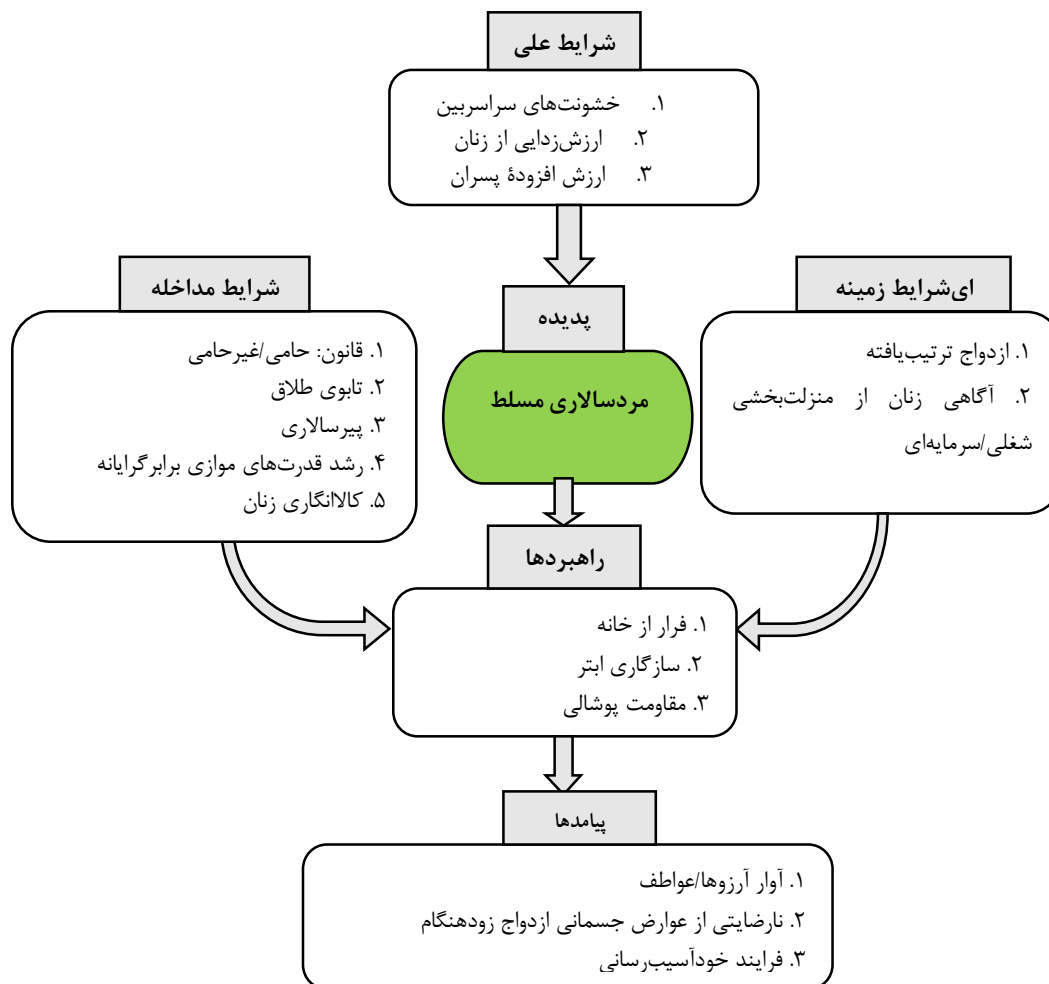 شرایط علی
۱. خشونت‌های سراسربین
۲. ارزش‌زدایی از زنان
۳. ارزش افزودهٔ پسران
ای‌شرایط زمینه
۱. ازدواج ترتیب‌یافته
۲. آگاهی زنان از منزلت‌بخشی
شغلی/سرمایه‌ای
پدیده
مردسالاری مسلط
شرایط مداخله
۱. قانون: حامی/غیرحامی
۲. تابوی طلاق
۳. پیرسالاری
۴. رشد قدرت‌های موازی برابرگرایانه
۵. کالاانگاری زنان
راهبردها
۱. فرار از خانه
۲. سازگاری ابتر
۳. مقاومت پوشالی
پیامدها
۱. آوار آرزوها/عواطف
۲. نارضایتی از عوارض جسمانی ازدواج زودهنگام
۳. فرایند خودآسیب‌رسانی